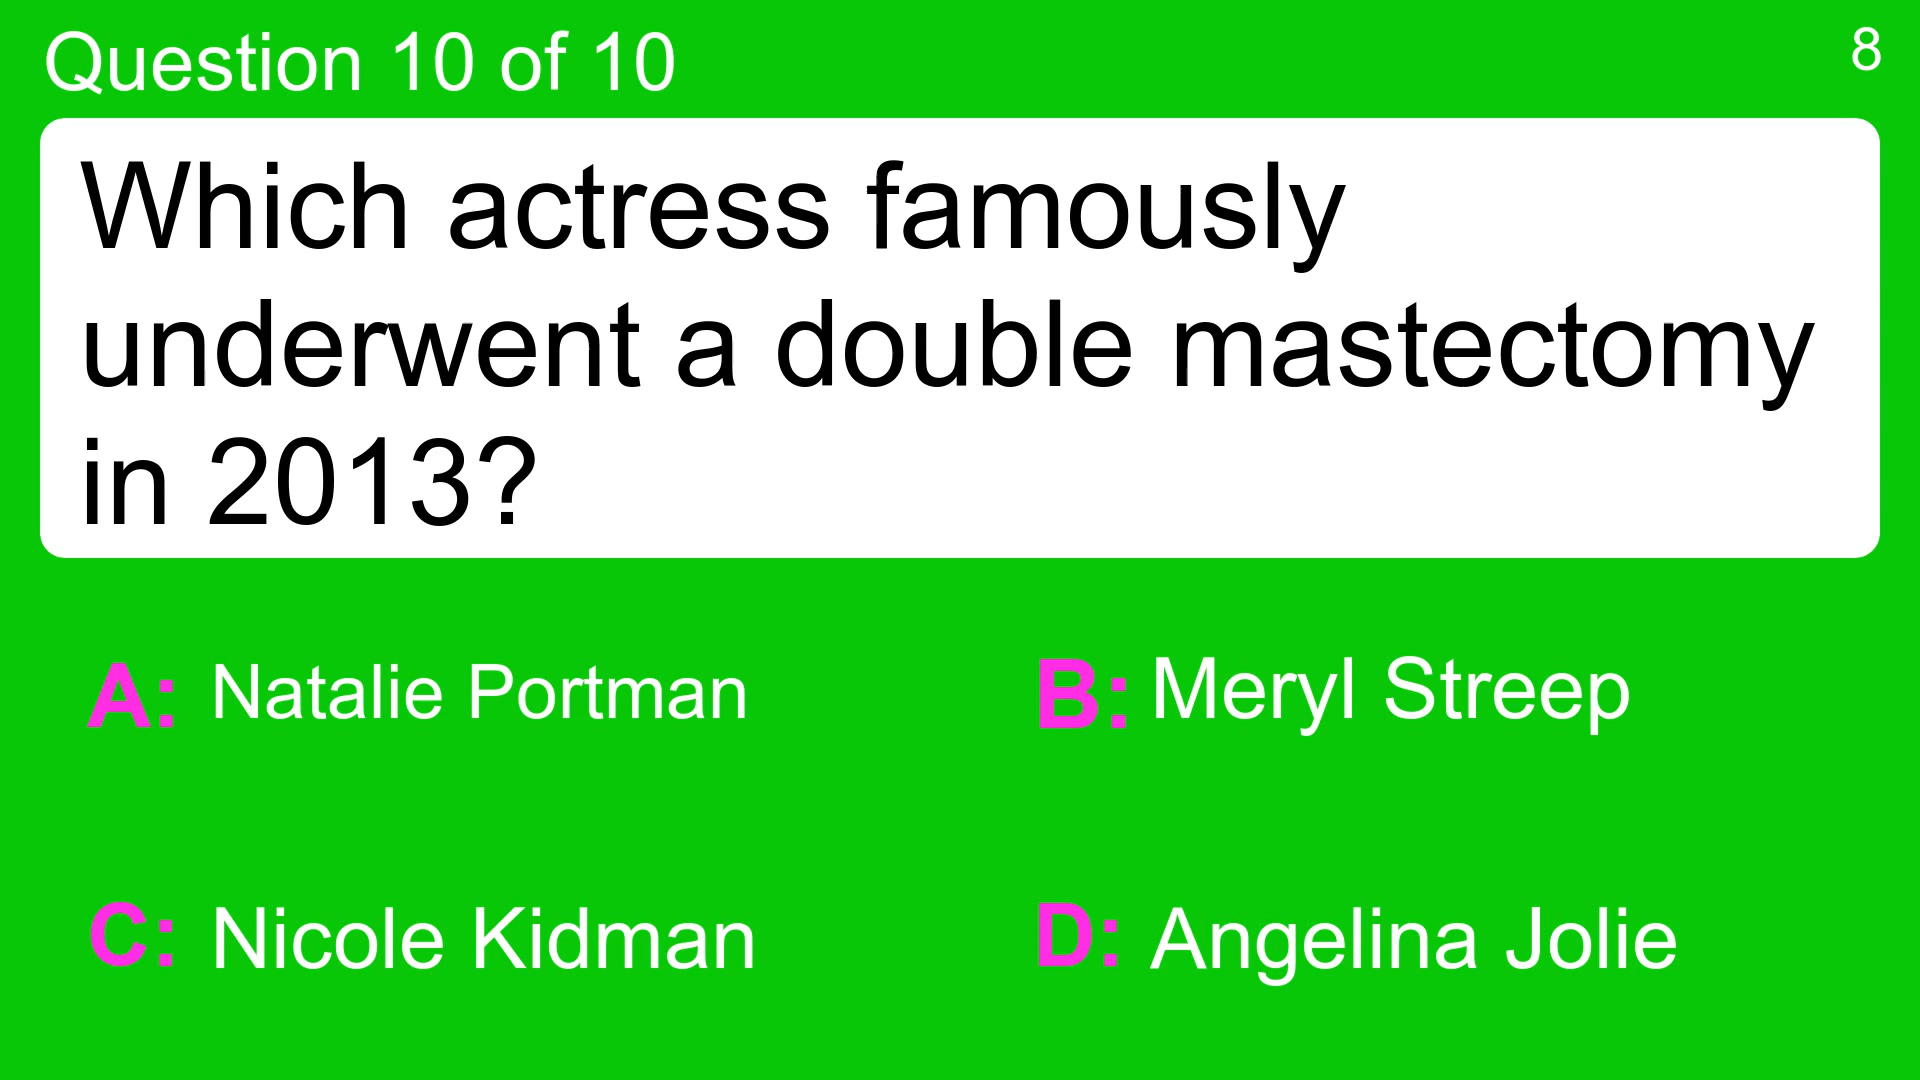 Question 10 of 10
8
Which actress famously
underwent a double mastectomy
in 2013?
A: Natalie Portman
B: Meryl Streep
C: Nicole Kidman
D: Angelina Jolie